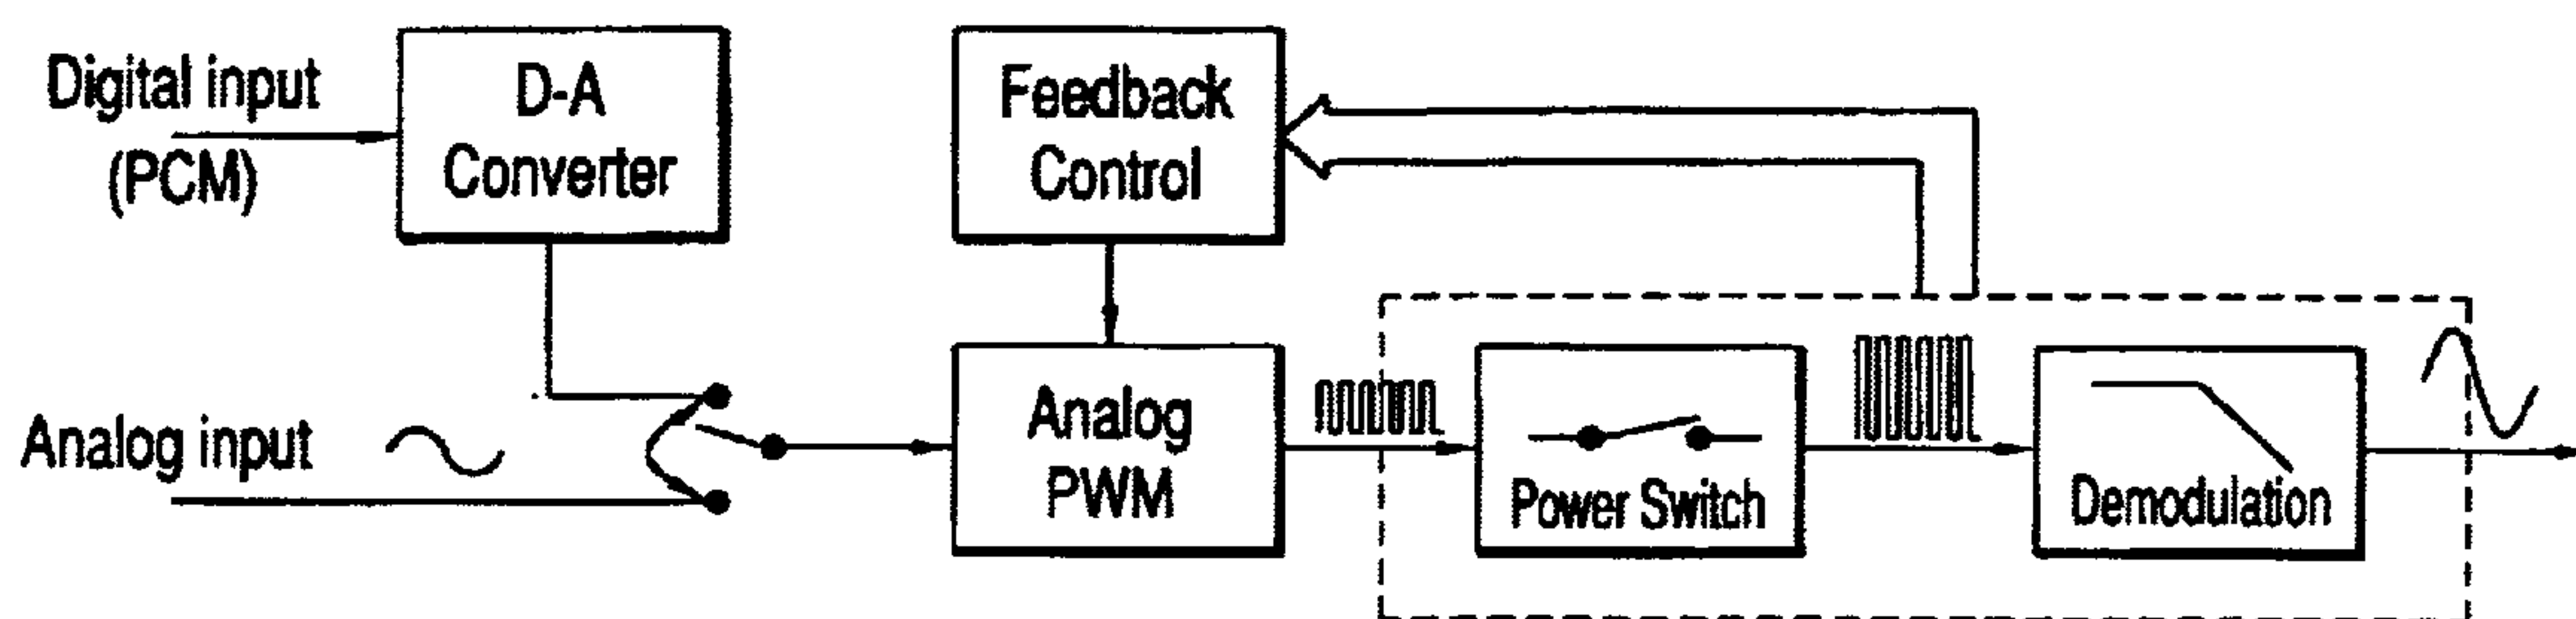 Digital input
(PCM)
D-A
Converter
Feedback
Control
Analog input
Analog
PWM
Power Switch
Demodulation